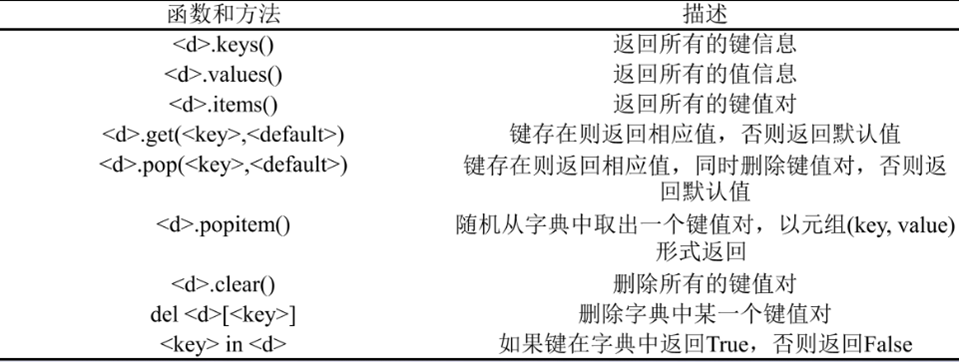 函数和方法 描述
<d>.keys() 返回所有的键信息
<d>.values() 返回所有的值信息
<d>.items() 返回所有的键值对
<d>.get(<key>,<default>) 键存在则返回相应值，否则返回默认值
<d>.pop(<key>,<default>) 键存在则返回相应值，同时删除键值对，否则返
回默认值
<d>.popitem() 随机从字典中取出一个键值对，以元组(key, value)
形式返回
<d>.clear() 删除所有的键值对
del <d>[<key>] 删除字典中某一个键值对
<key> in <d> 如果键在字典中返回True，否则返回False